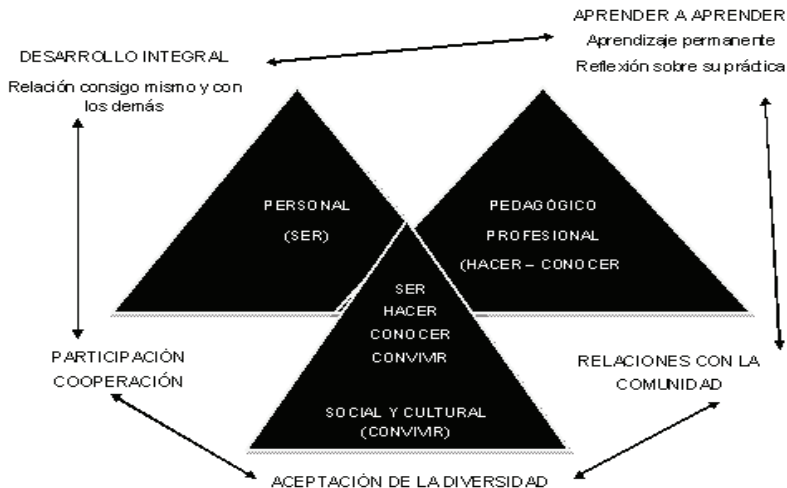 APRENDER A APRENDER
Aprendizaje permanente
Reflexión sobre su práctica
DESARROLLO INTEGRAL
Relación consigo mismo y con
los demás
PERSONAL
(SER)
PEDAGÓGICO
PROFESIONAL
(HACER – CONOCER
SER
HACER
CONOCER
CONVIVIR
SOCIAL Y CULTURAL
(CONVIVIR)
PARTICIPACIÓN
COOPERACIÓN
RELACIONES CON LA
COMUNIDAD
ACEPTACIÓN DE LA DIVERSIDAD